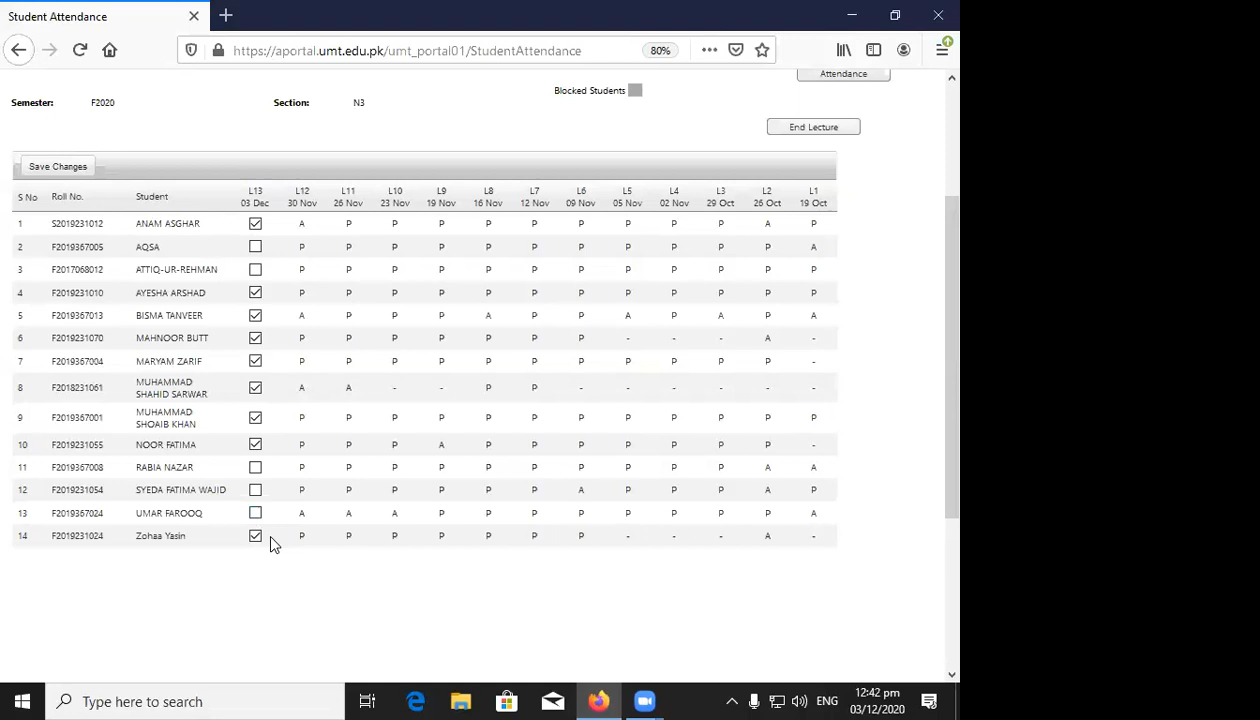 Student Attendance
https://aportal.umt.edu.pk/umt_portal01/StudentAttendance 80%
Attendance
Blocked Students
Semester: F2020 Section: N3
End Lecture
Save Changes
S No Roll No. Student L13 03 Dec L12 30 Nov L11 26 Nov L10 23 Nov L9 19 Nov L8 16 Nov L7 12 Nov L6 09 Nov L5 05 Nov L4 02 Nov L3 29 Oct L2 26 Oct L1 19 Oct
1 S2019231012 ANAM ASGHAR A P P P P P P P P P A P
2 F2019367005 AQSA P P P P P P P P P P P A
3 F2017068012 ATTIQ-UR-REHMAN P P P P P P P P P P P P
4 F2019231010 AYESHA ARSHAD P P P P P P P P P P P P
5 F2019367013 BISMA TANVEER A P P P A P P A P A P A
6 F2019231070 MAHNOOR BUTT P P P P P P P - - - A -
7 F2019367004 MARYAM ZARIF P P P P P P P P P P P -
8 F2018231061 MUHAMMAD SHAHID SARWAR A A - - P P - - - - - -
9 F2019367001 MUHAMMAD SHOAIB KHAN P P P P P P P P P P P P
10 F2019231055 NOOR FATIMA P P P A P P P P P P P -
11 F2019367008 RABIA NAZAR P P P P P P P P P P A A
12 F2019231054 SYEDA FATIMA WAJID P P P P P P A P P P A P
13 F2019367024 UMAR FAROOQ A A A P P P P P P P P A
14 F2019231024 Zohaa Yasin P P P P P P P - - - A -
Type here to search
ENG
12:42 pm
03/12/2020